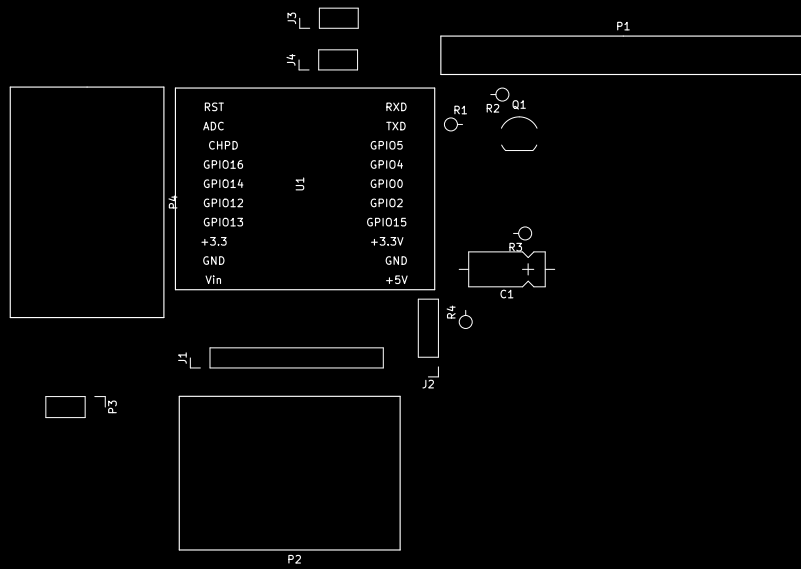 J3
P1
J4
R2
Q1
R1
RST RXD
ADC TXD
CHPD GPIO5
GPIO16 GPIO4
GPIO14 U1 GPIO0
GPIO12 GPIO2
P4
GPIO13 GPIO15
+3.3 +3.3V
R3
GND GND
Vin +5V
C1
R4
J1
J2
P3
P2